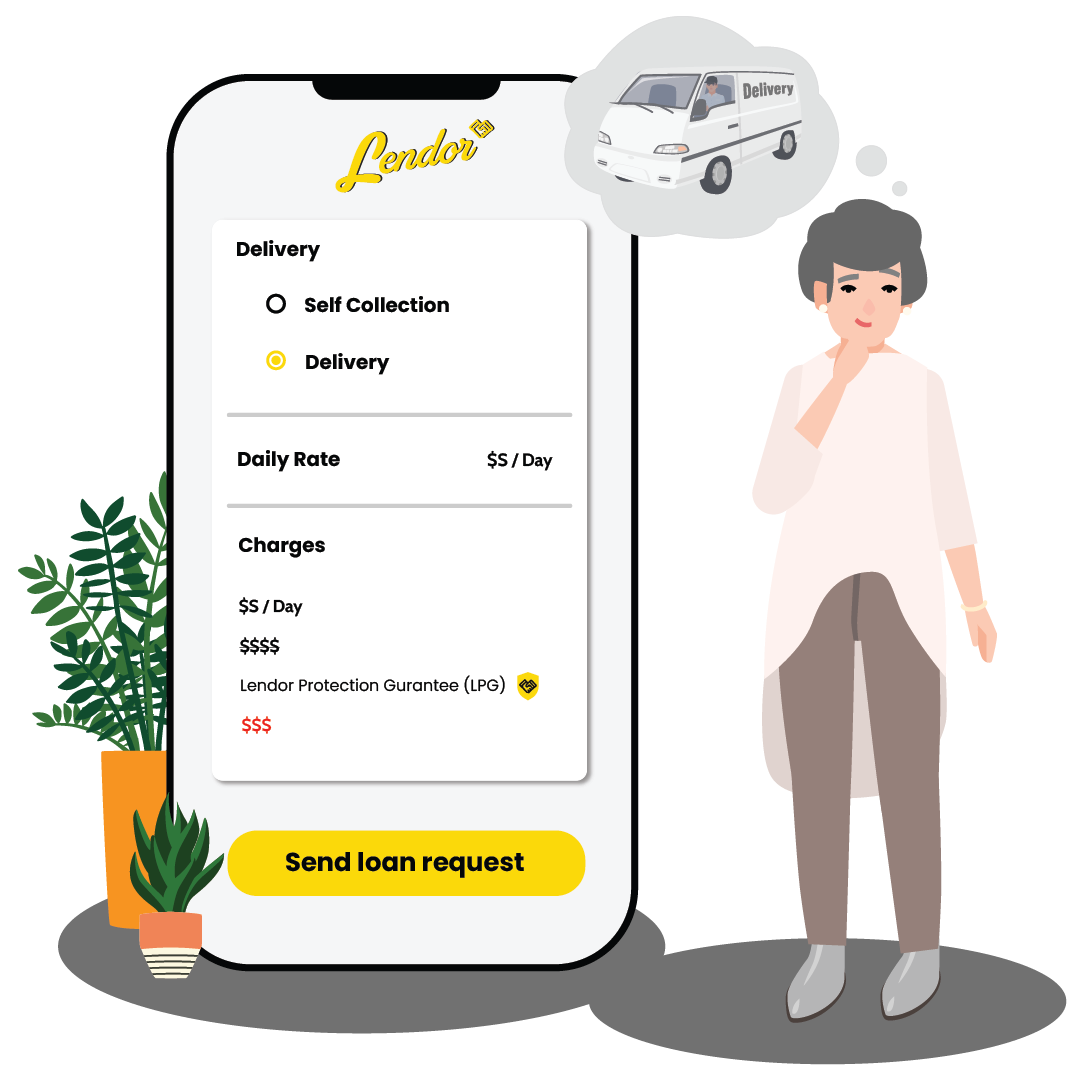 Lendor
Delivery
Delivery
Self Collection
Delivery
Daily Rate $S / Day
Charges
$S / Day
$$$$
Lendor Protection Gurantee (LPG)
$$$
Send loan request